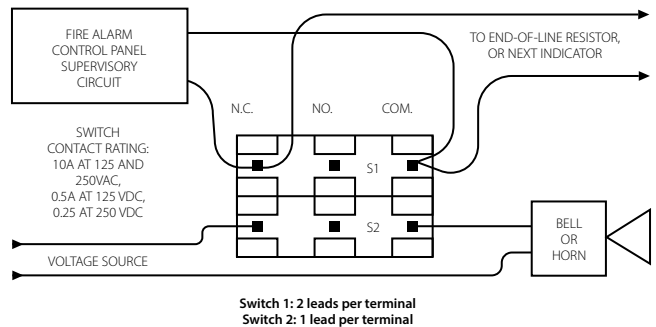 FIRE ALARM
CONTROL PANEL
SUPERVISORY
CIRCUIT
TO END-OF-LINE RESISTOR,
OR NEXT INDICATOR
N.C.
NO.
COM.
SWITCH
CONTACT RATING:
10A AT 125 AND
250VAC,
0.5A AT 125 VDC,
0.25 AT 250 VDC
S1
S2
BELL
OR
HORN
VOLTAGE SOURCE
Switch 1: 2 leads per terminal
Switch 2: 1 lead per terminal